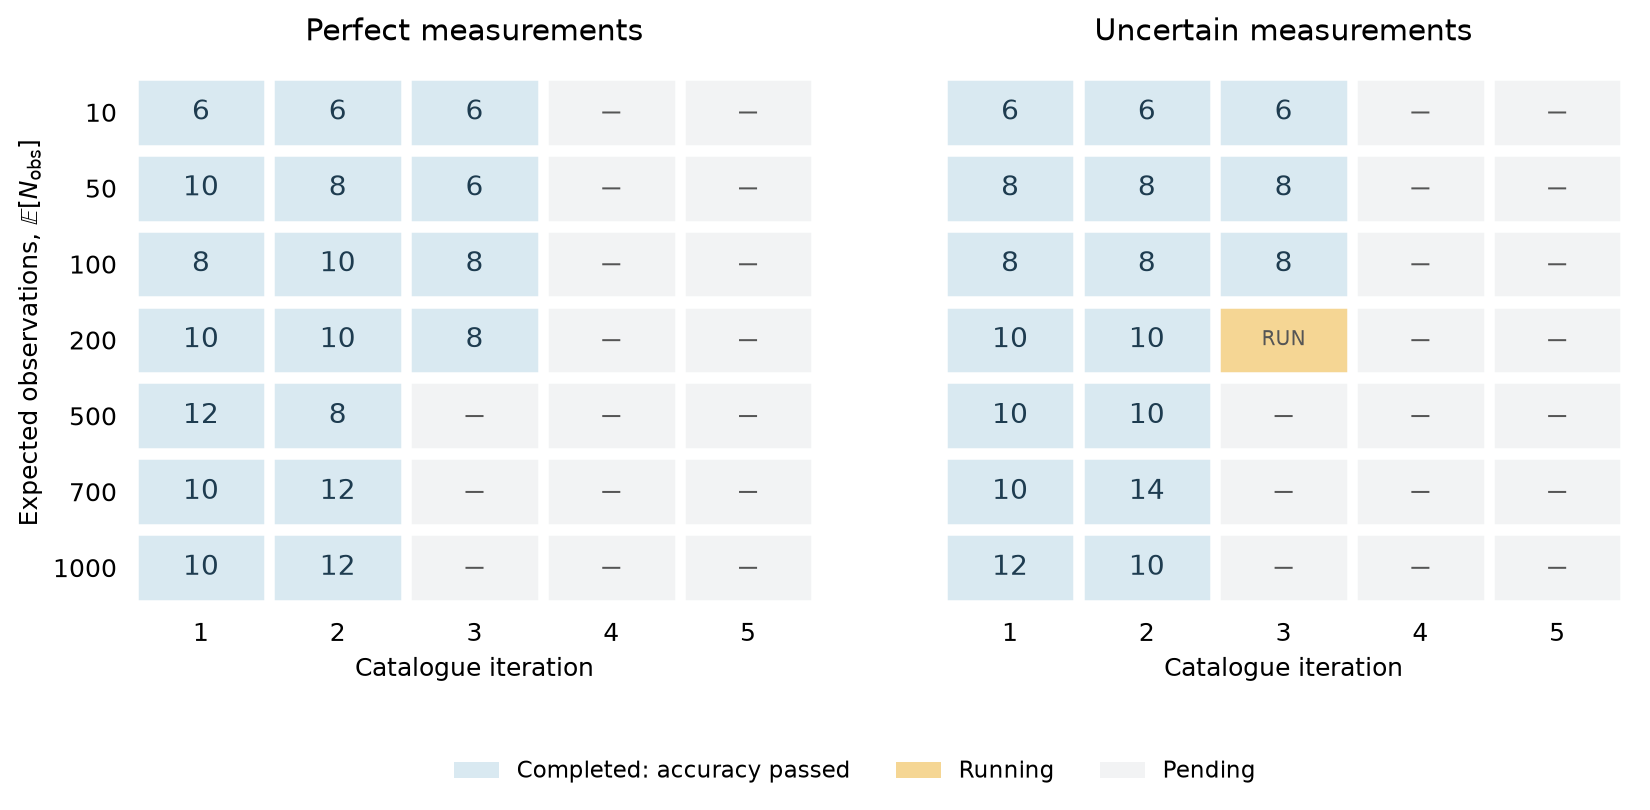 Perfect measurements Uncertain measurements
Expected observations, 𝔼[N_obs]
10 6 6 6 — — 6 6 6 — —
50 10 8 6 — — 8 8 8 — —
100 8 10 8 — — 8 8 8 — —
200 10 10 8 — — 10 10 RUN — —
500 12 8 — — — 10 10 — — —
700 10 12 — — — 10 14 — — —
1000 10 12 — — — 12 10 — — —
1 2 3 4 5 1 2 3 4 5
Catalogue iteration Catalogue iteration
Completed: accuracy passed Running Pending